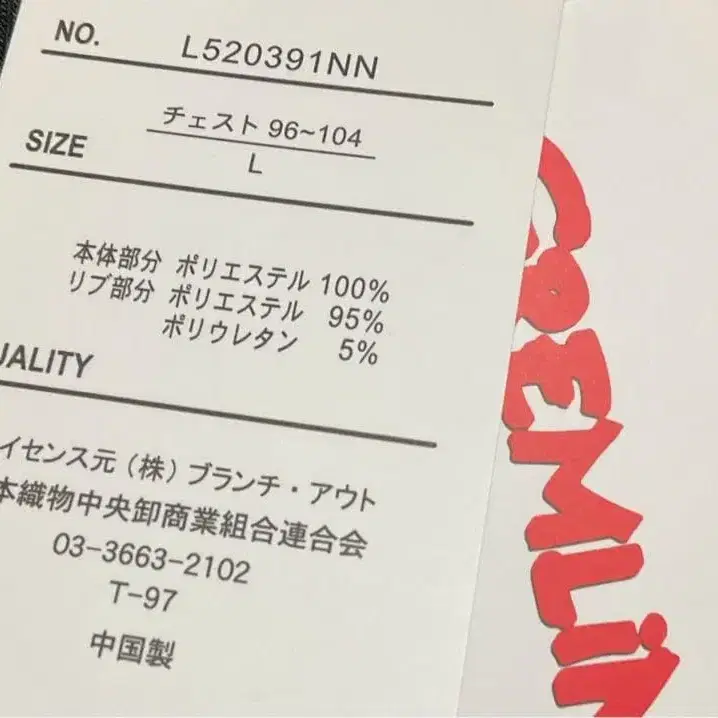 NO. L520391NN
チェスト 96~104
SIZE
L
本体部分 ポリエステル 100%
リブ部分 ポリエステル 95%
ポリウレタン 5%
UALITY
イセンス元(株)ブランチ・アウト
本織物中央卸商業組合連合会
03-3663-2102
T-97
中国製
GREMLiN